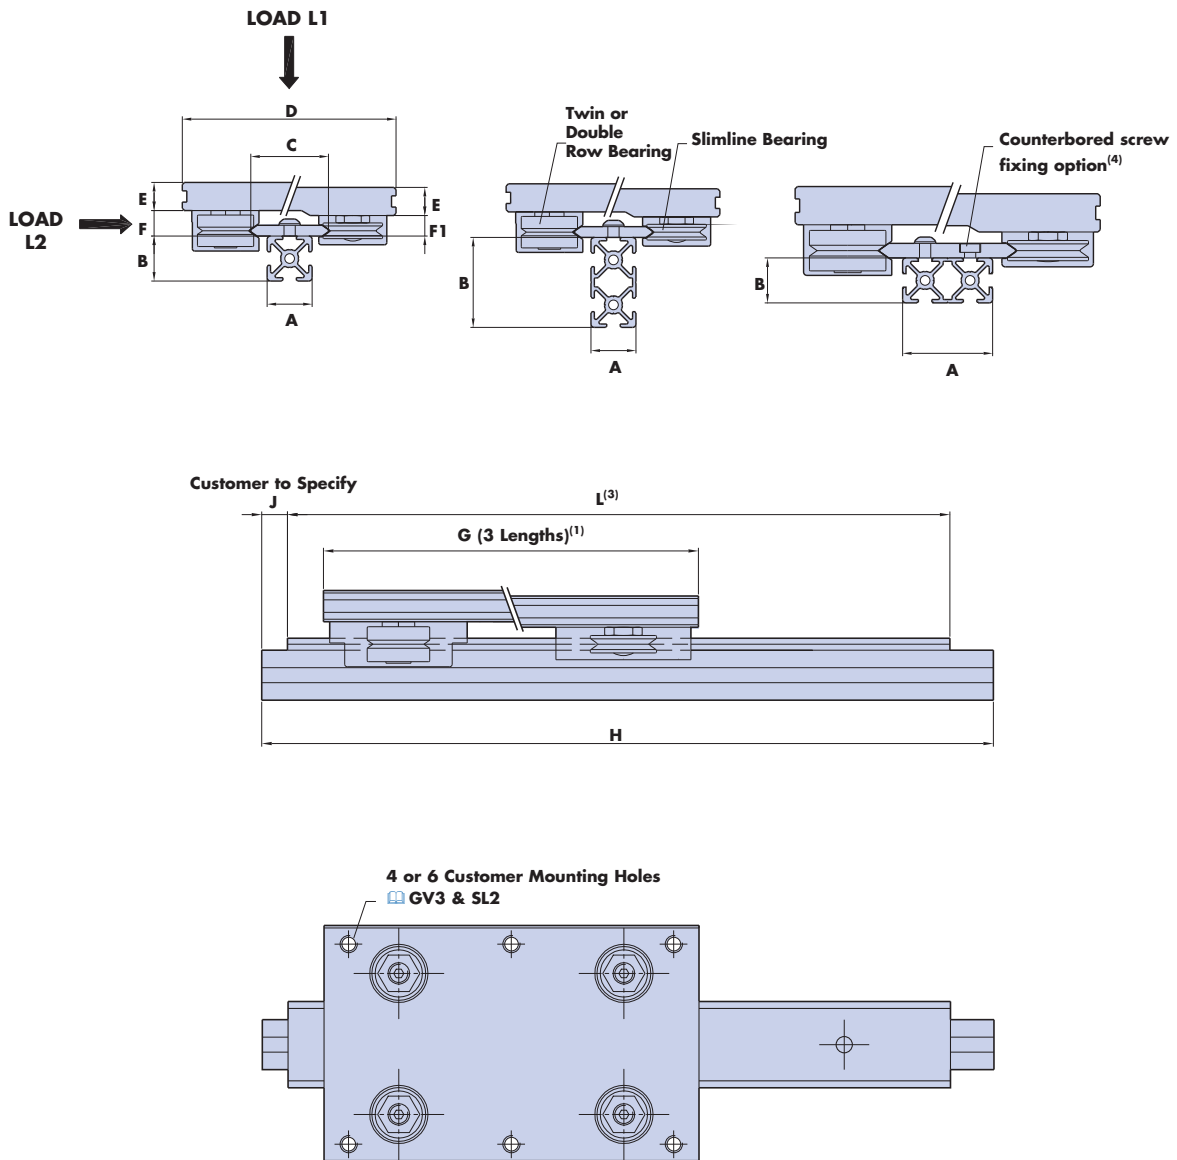 LOAD L1
D
C
E
F
B
A
E
F1
LOAD
L2
Twin or
Double
Row Bearing
Slimline Bearing
B
A
Counterbored screw
fixing option(4)
B
A
Customer to Specify
J
L(3)
G (3 Lengths)(1)
H
4 or 6 Customer Mounting Holes
GV3 & SL2